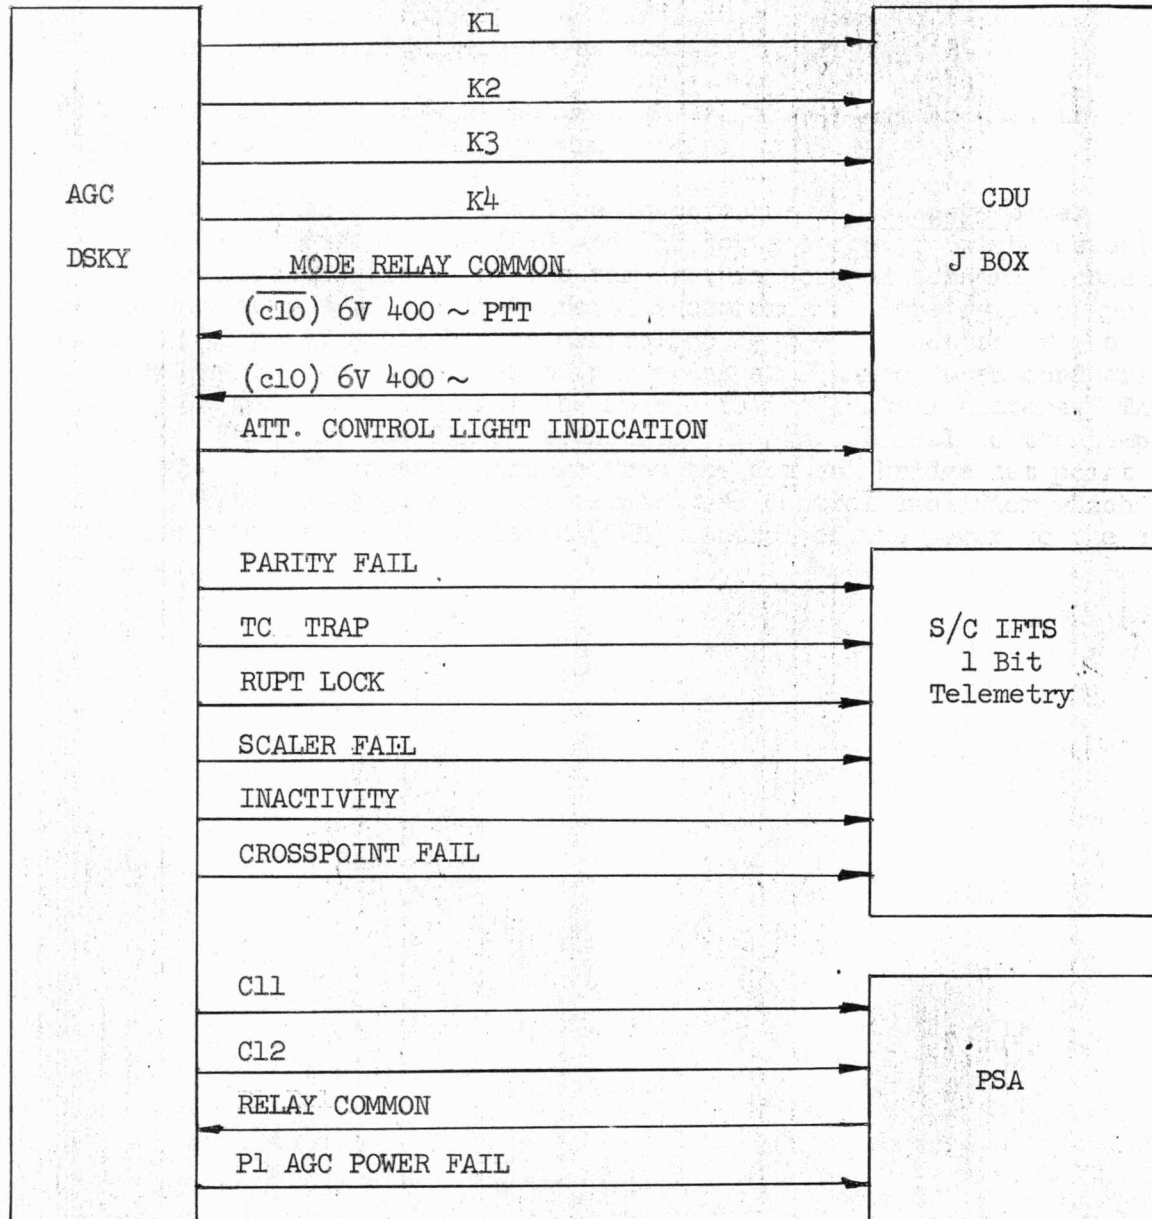 K1
K2
K3
AGC
K4
CDU
DSKY
MODE RELAY COMMON
J BOX
(c̅1̅0̅) 6V 400 ~ PTT
(c10) 6V 400 ~
ATT. CONTROL LIGHT INDICATION
PARITY FAIL
TC TRAP
S/C IFTS
1 Bit
RUPT LOCK
Telemetry
SCALER FAIL
INACTIVITY
CROSSPOINT FAIL
C11
C12
PSA
RELAY COMMON
P1 AGC POWER FAIL